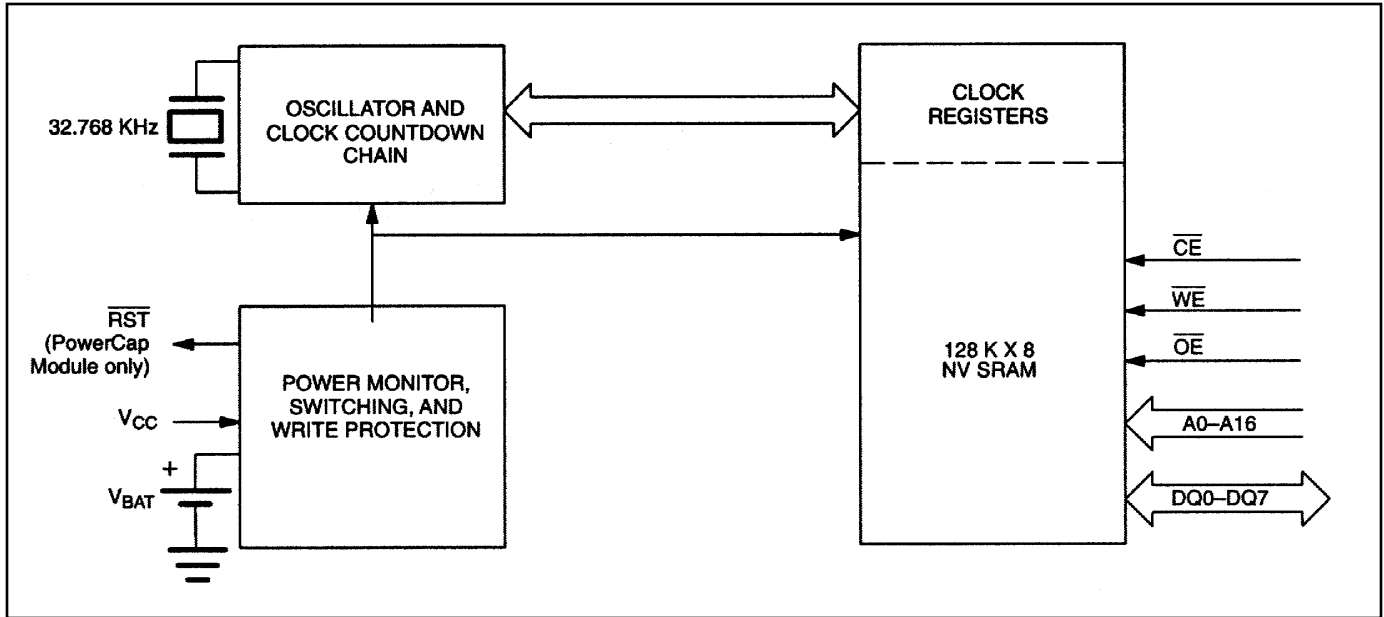 32.768 KHz
OSCILLATOR AND
CLOCK COUNTDOWN
CHAIN
CLOCK
REGISTERS
RST
(PowerCap
Module only)
VCC
+
VBAT
POWER MONITOR,
SWITCHING, AND
WRITE PROTECTION
128 K X 8
NV SRAM
CE
WE
OE
A0–A16
DQ0–DQ7